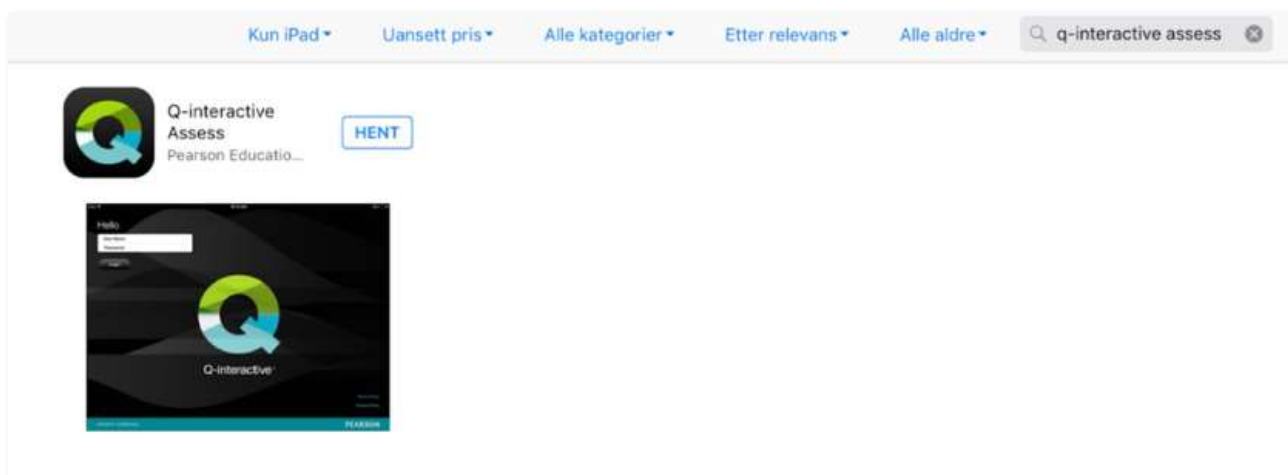 Kun iPad Uansett pris Alle kategorier Etter relevans Alle aldre q-interactive assess
Q-interactive
Assess
Pearson Educatio...
HENT
Hello
Q-interactive
PEARSON